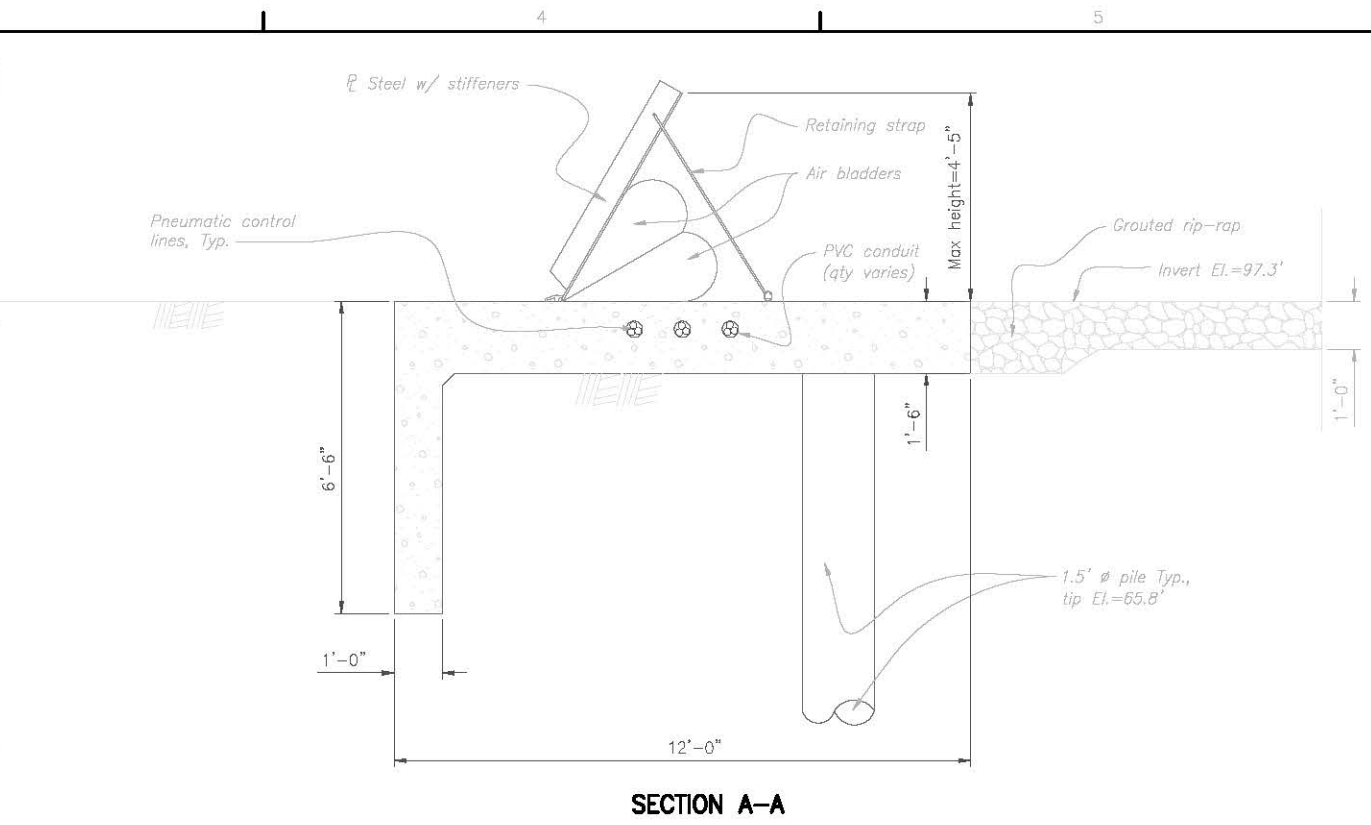 4
5
℄ Steel w/ stiffeners
Retaining strap
Max height=4'-5"
Air bladders
Pneumatic control
lines, Typ.
PVC conduit
(qty varies)
Grouted rip-rap
Invert El.=97.3'
1'-0"
1'-6"
6'-6"
1.5' ø pile Typ.,
tip El.=65.8'
1'-0"
12'-0"
SECTION A-A